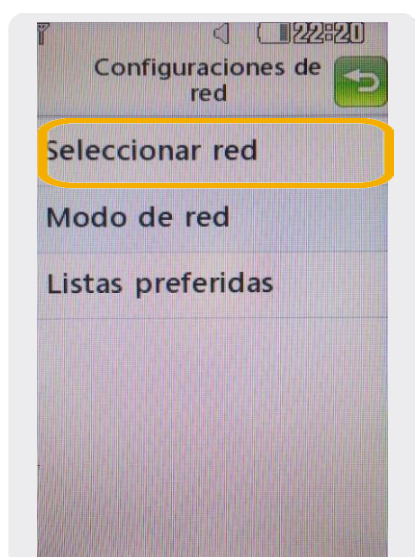 22:20
Configuraciones de
red
Seleccionar red
Modo de red
Listas preferidas